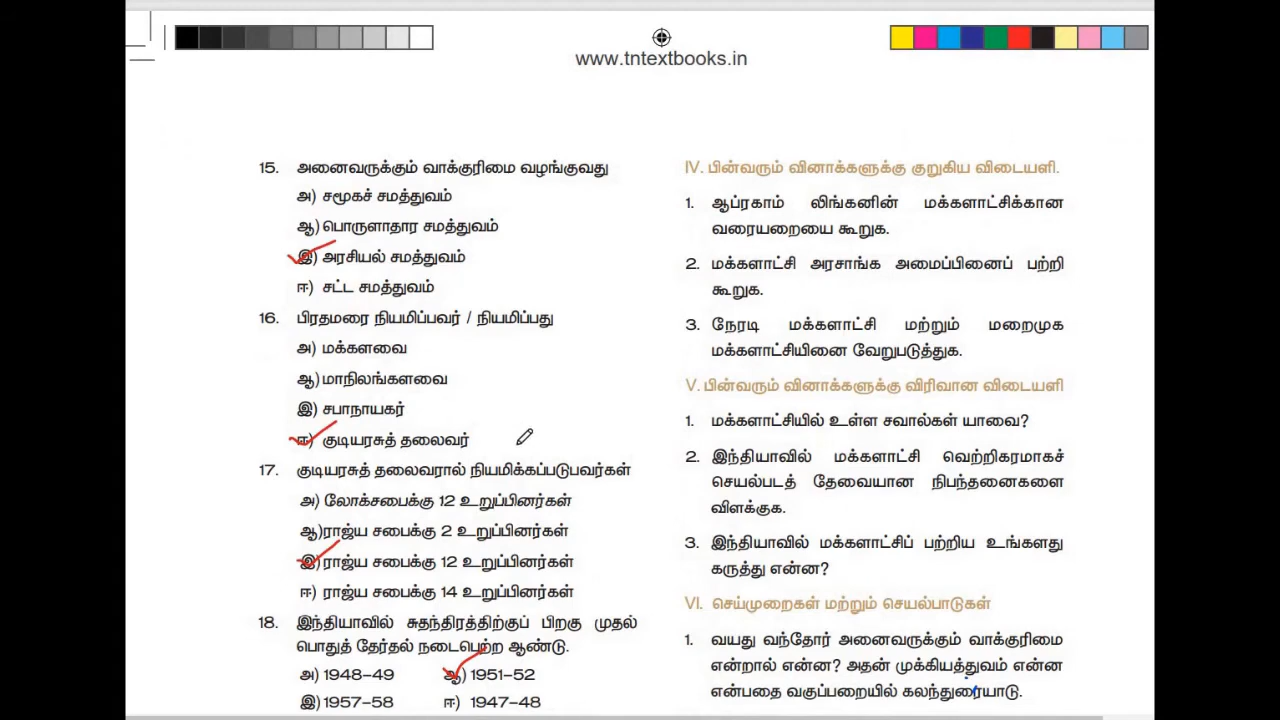 www.tntextbooks.in
15. அனைவருக்கும் வாக்குரிமை வழங்குவது
அ) சமூகச் சமத்துவம்
ஆ) பொருளாதார சமத்துவம்
இ) அரசியல் சமத்துவம்
ஈ) சட்ட சமத்துவம்
16. பிரதமரை நியமிப்பவர் / நியமிப்பது
அ) மக்களவை
ஆ) மாநிலங்களவை
இ) சபாநாயகர்
ஈ) குடியரசுத் தலைவர்
17. குடியரசுத் தலைவரால் நியமிக்கப்படுபவர்கள்
அ) லோக்சபைக்கு 12 உறுப்பினர்கள்
ஆ) ராஜ்ய சபைக்கு 2 உறுப்பினர்கள்
இ) ராஜ்ய சபைக்கு 12 உறுப்பினர்கள்
ஈ) ராஜ்ய சபைக்கு 14 உறுப்பினர்கள்
18. இந்தியாவில் சுதந்திரத்திற்குப் பிறகு முதல்
பொதுத் தேர்தல் நடைபெற்ற ஆண்டு.
அ) 1948–49 ஆ) 1951–52
இ) 1957–58 ஈ) 1947–48
IV. பின்வரும் வினாக்களுக்கு குறுகிய விடையளி.
1. ஆப்ரகாம் லிங்கனின் மக்களாட்சிக்கான
வரையறையை கூறுக.
2. மக்களாட்சி அரசாங்க அமைப்பினைப் பற்றி
கூறுக.
3. நேரடி மக்களாட்சி மற்றும் மறைமுக
மக்களாட்சியினை வேறுபடுத்துக.
V. பின்வரும் வினாக்களுக்கு விரிவான விடையளி
1. மக்களாட்சியில் உள்ள சவால்கள் யாவை?
2. இந்தியாவில் மக்களாட்சி வெற்றிகரமாகச்
செயல்படத் தேவையான நிபந்தனைகளை
விளக்குக.
3. இந்தியாவில் மக்களாட்சிப் பற்றிய உங்களது
கருத்து என்ன?
VI. செய்முறைகள் மற்றும் செயல்பாடுகள்
1. வயது வந்தோர் அனைவருக்கும் வாக்குரிமை
என்றால் என்ன? அதன் முக்கியத்துவம் என்ன
என்பதை வகுப்பறையில் கலந்துரையாடு.